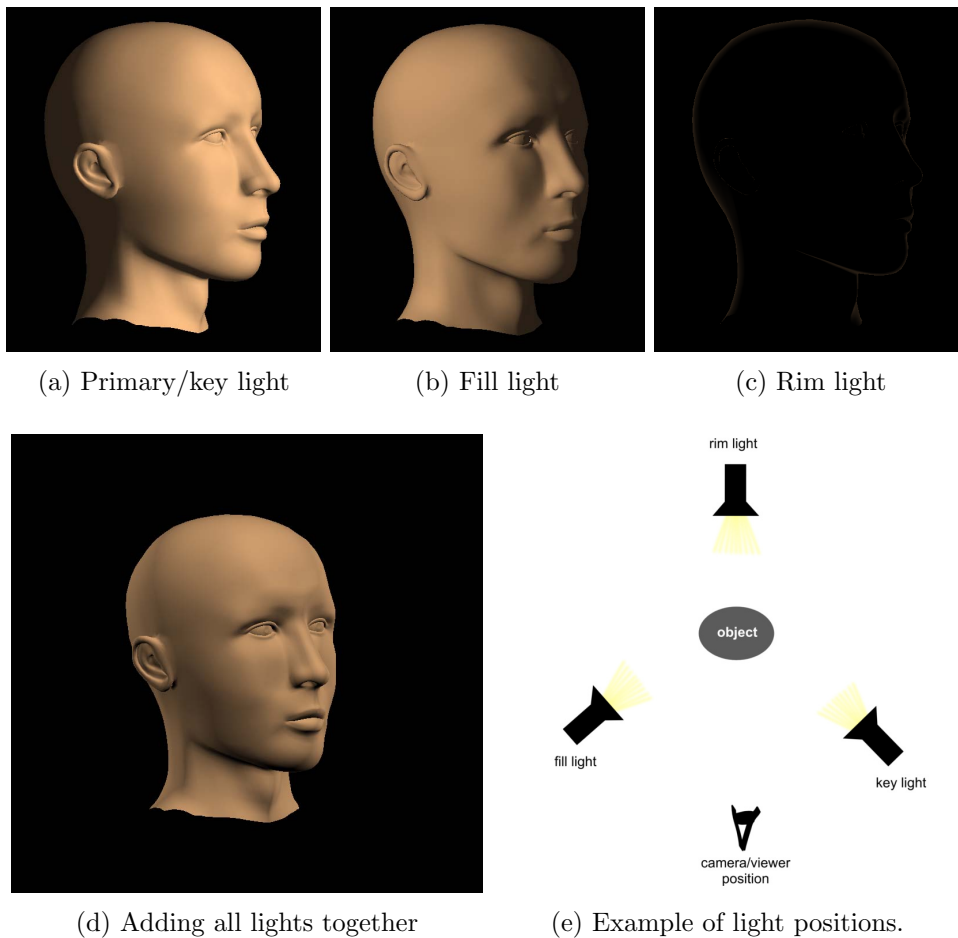 (a) Primary/key light
(b) Fill light
(c) Rim light
rim light
object
fill light
key light
camera/viewer
position
(d) Adding all lights together
(e) Example of light positions.